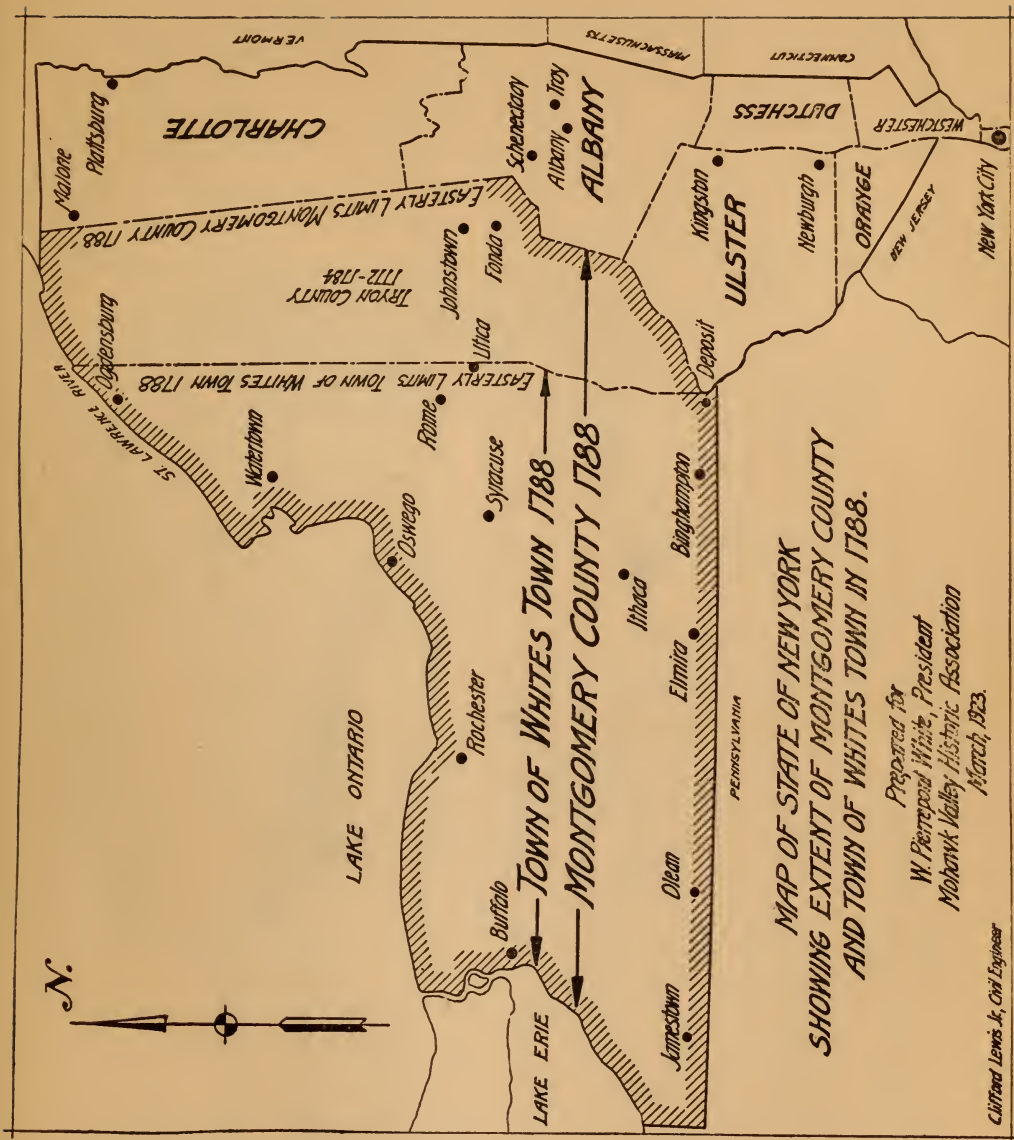 N.
VERMONT
MASSACHUSETTS
CONNECTICUT
Malone
Plattsburg
CHARLOTTE
ST. LAWRENCE RIVER
Ogdensburg
EASTERLY LIMITS MONTGOMERY COUNTY 1788
TRYON COUNTY
1772-1784
EASTERLY LIMITS TOWN OF WHITES TOWN 1788
Watertown
Oswego
Rome
Utica
Johnstown
Fonda
Schenectady
Albany
Troy
ALBANY
Syracuse
LAKE ONTARIO
Rochester
Buffalo
TOWN OF WHITES TOWN 1788
MONTGOMERY COUNTY 1788
LAKE ERIE
Ithaca
Jamestown
Olean
Elmira
Binghampton
Deposit
PENNSYLVANIA
Kingston
ULSTER
DUTCHESS
Newburgh
ORANGE
WESTCHESTER
NEW JERSEY
New York City
MAP OF STATE OF NEW YORK
SHOWING EXTENT OF MONTGOMERY COUNTY
AND TOWN OF WHITES TOWN IN 1788.
Prepared for
W. Pierrepont White, President
Mohawk Valley Historic Association
March, 1923.
Clifford Lewis Jr., Civil Engineer